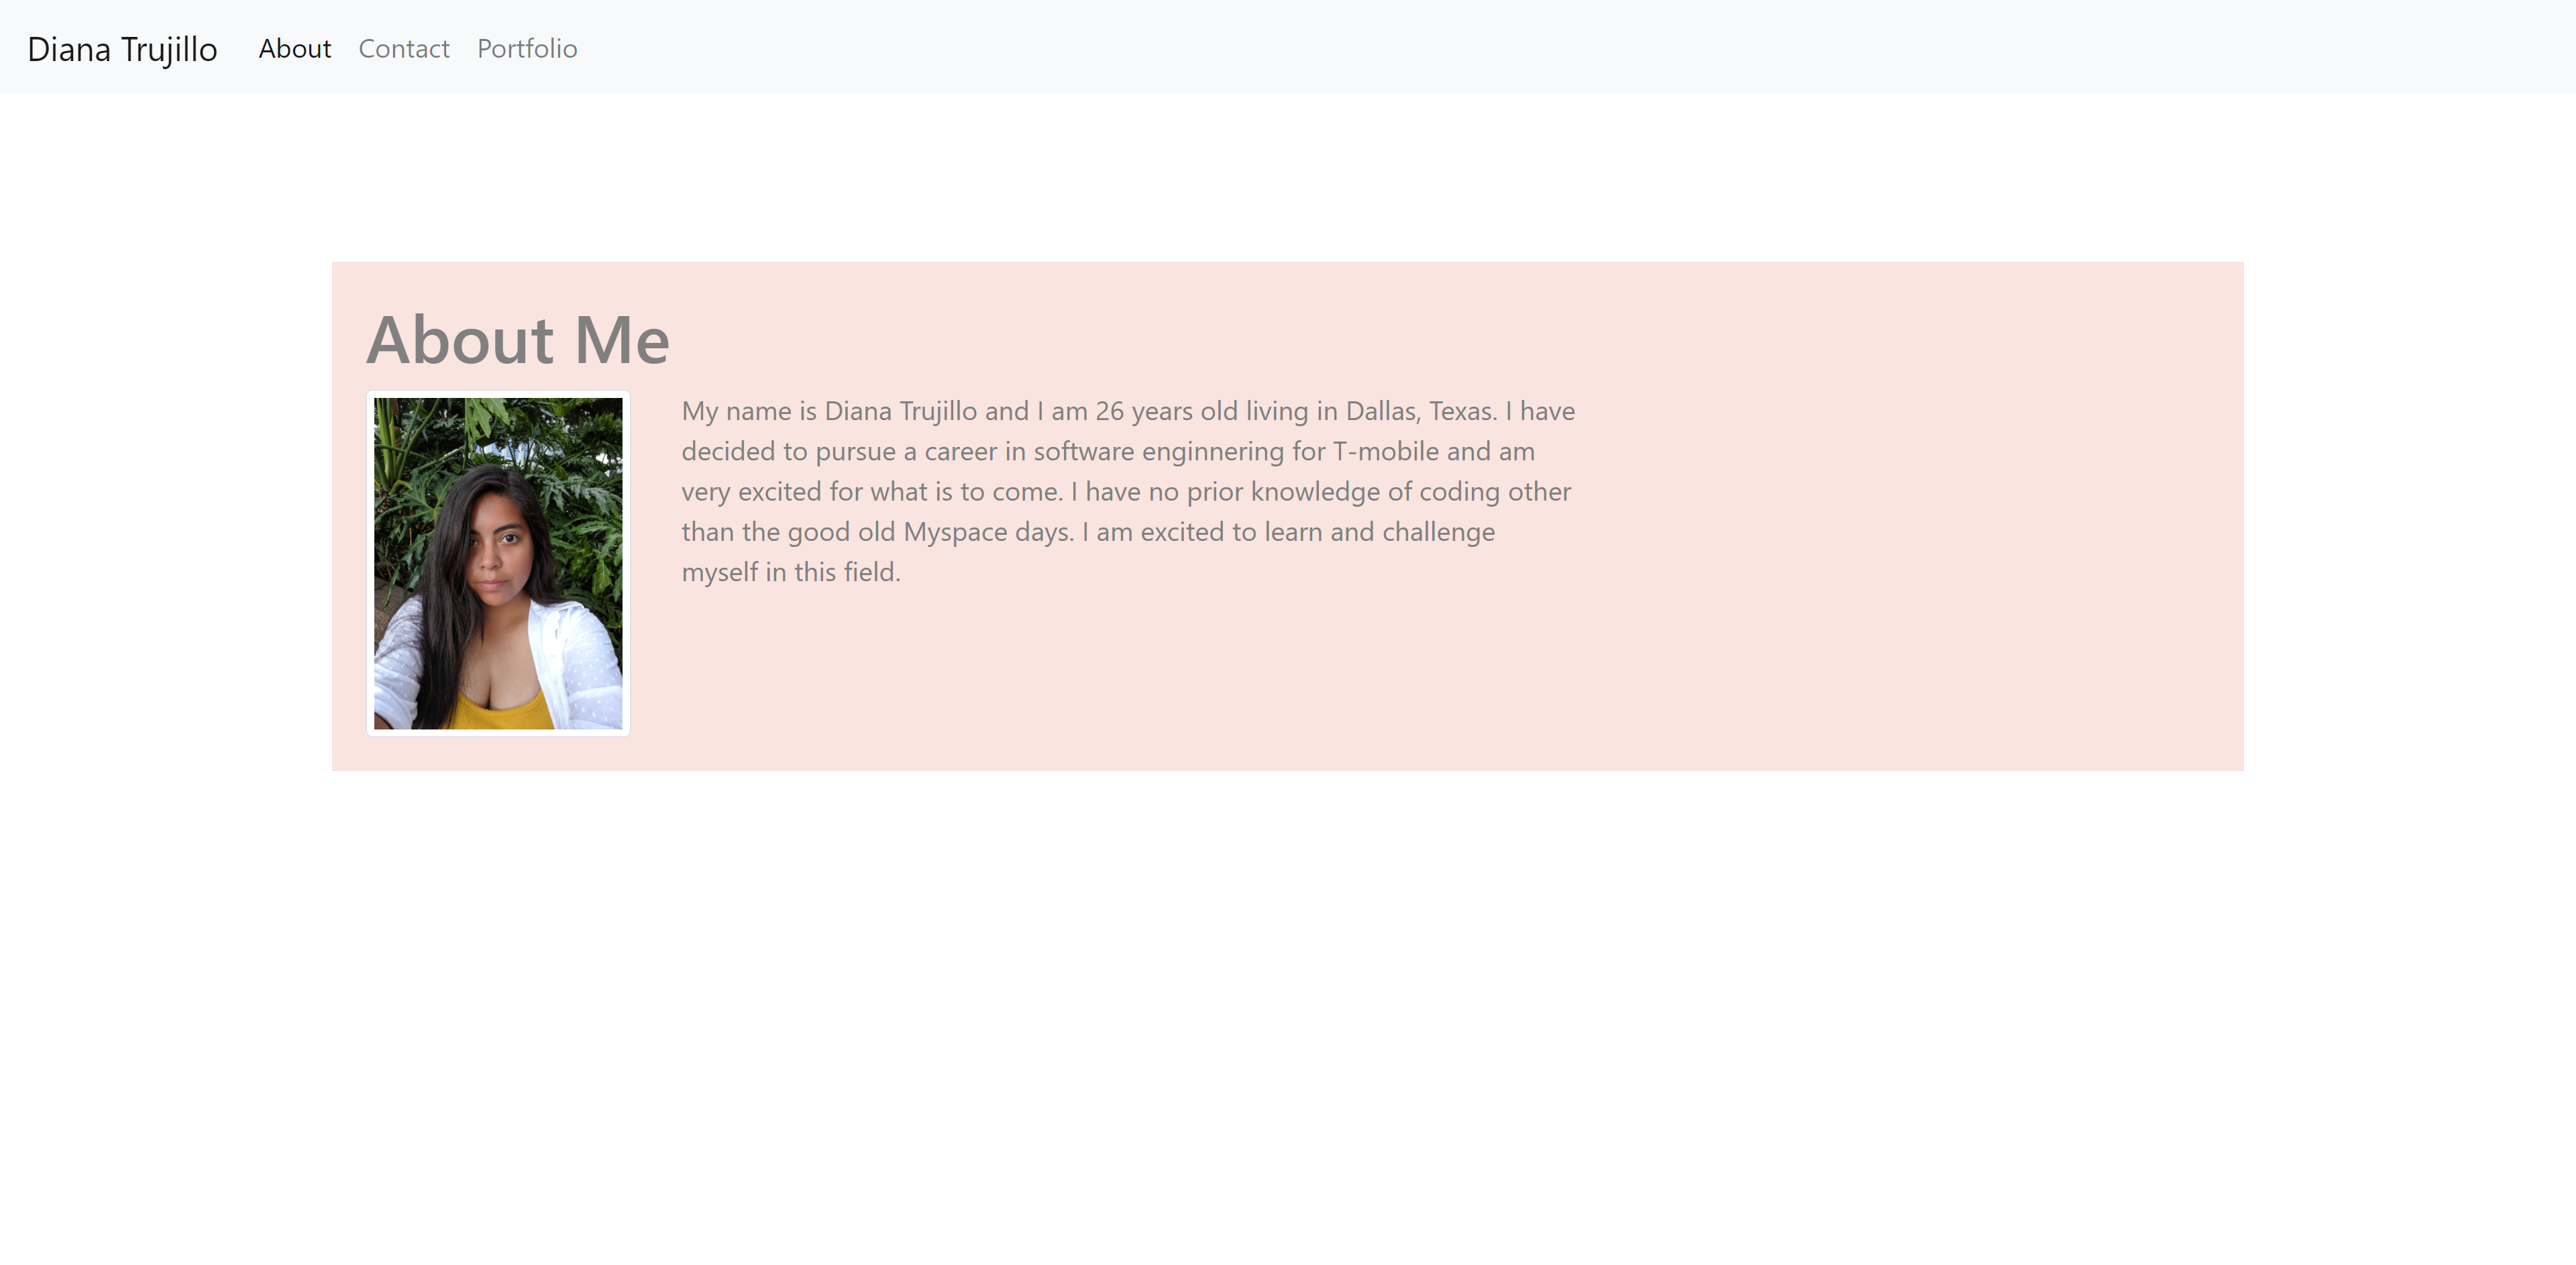 Diana Trujillo About Contact Portfolio
About Me
My name is Diana Trujillo and I am 26 years old living in Dallas, Texas. I have
decided to pursue a career in software enginnering for T-mobile and am
very excited for what is to come. I have no prior knowledge of coding other
than the good old Myspace days. I am excited to learn and challenge
myself in this field.